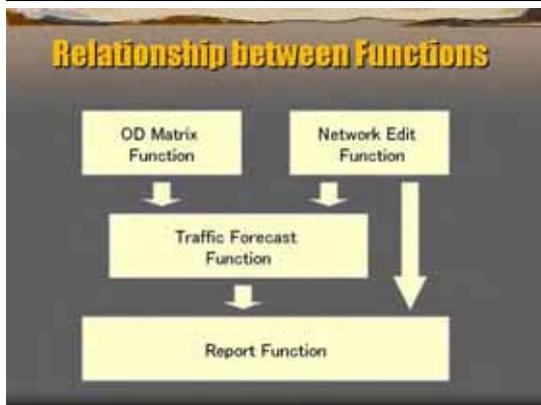 Relationship between Functions
OD Matrix
Function
Network Edit
Function
Traffic Forecast
Function
Report Function